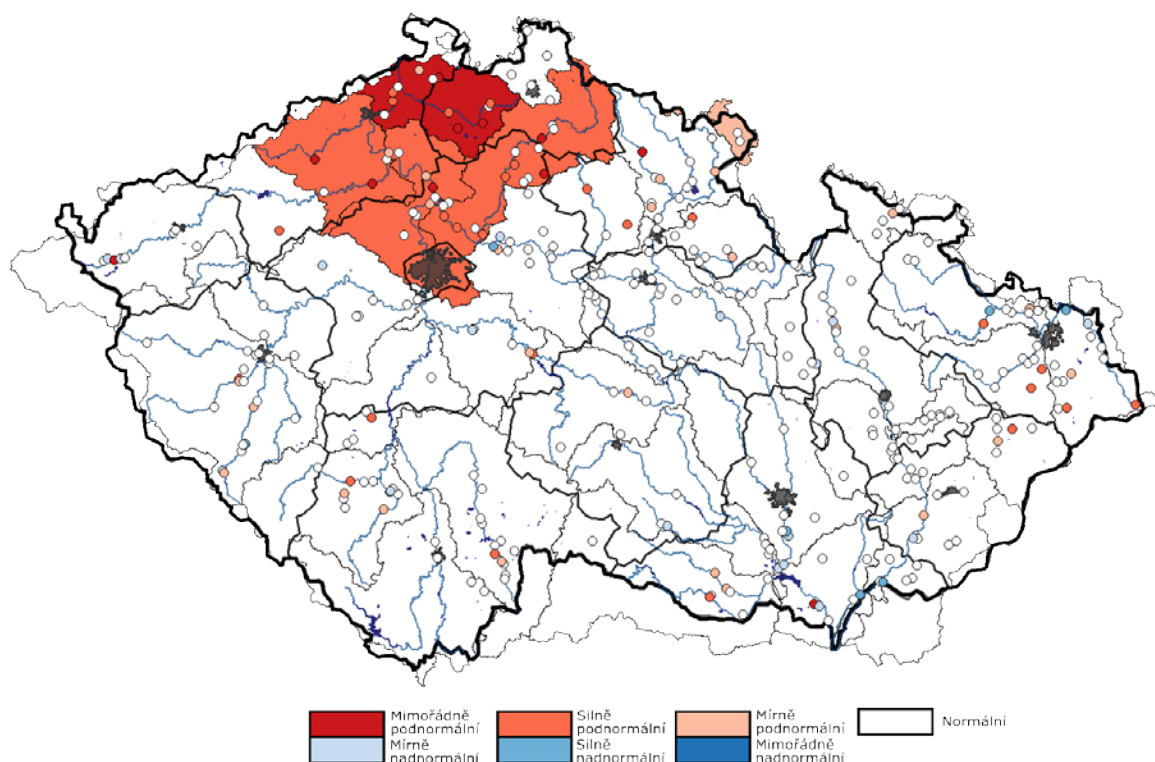 Mimořádně
podnormální
Silně
podnormální
Mírně
podnormální
Normální
Mírně
nadnormální
Silně
nadnormální
Mimořádně
nadnormální